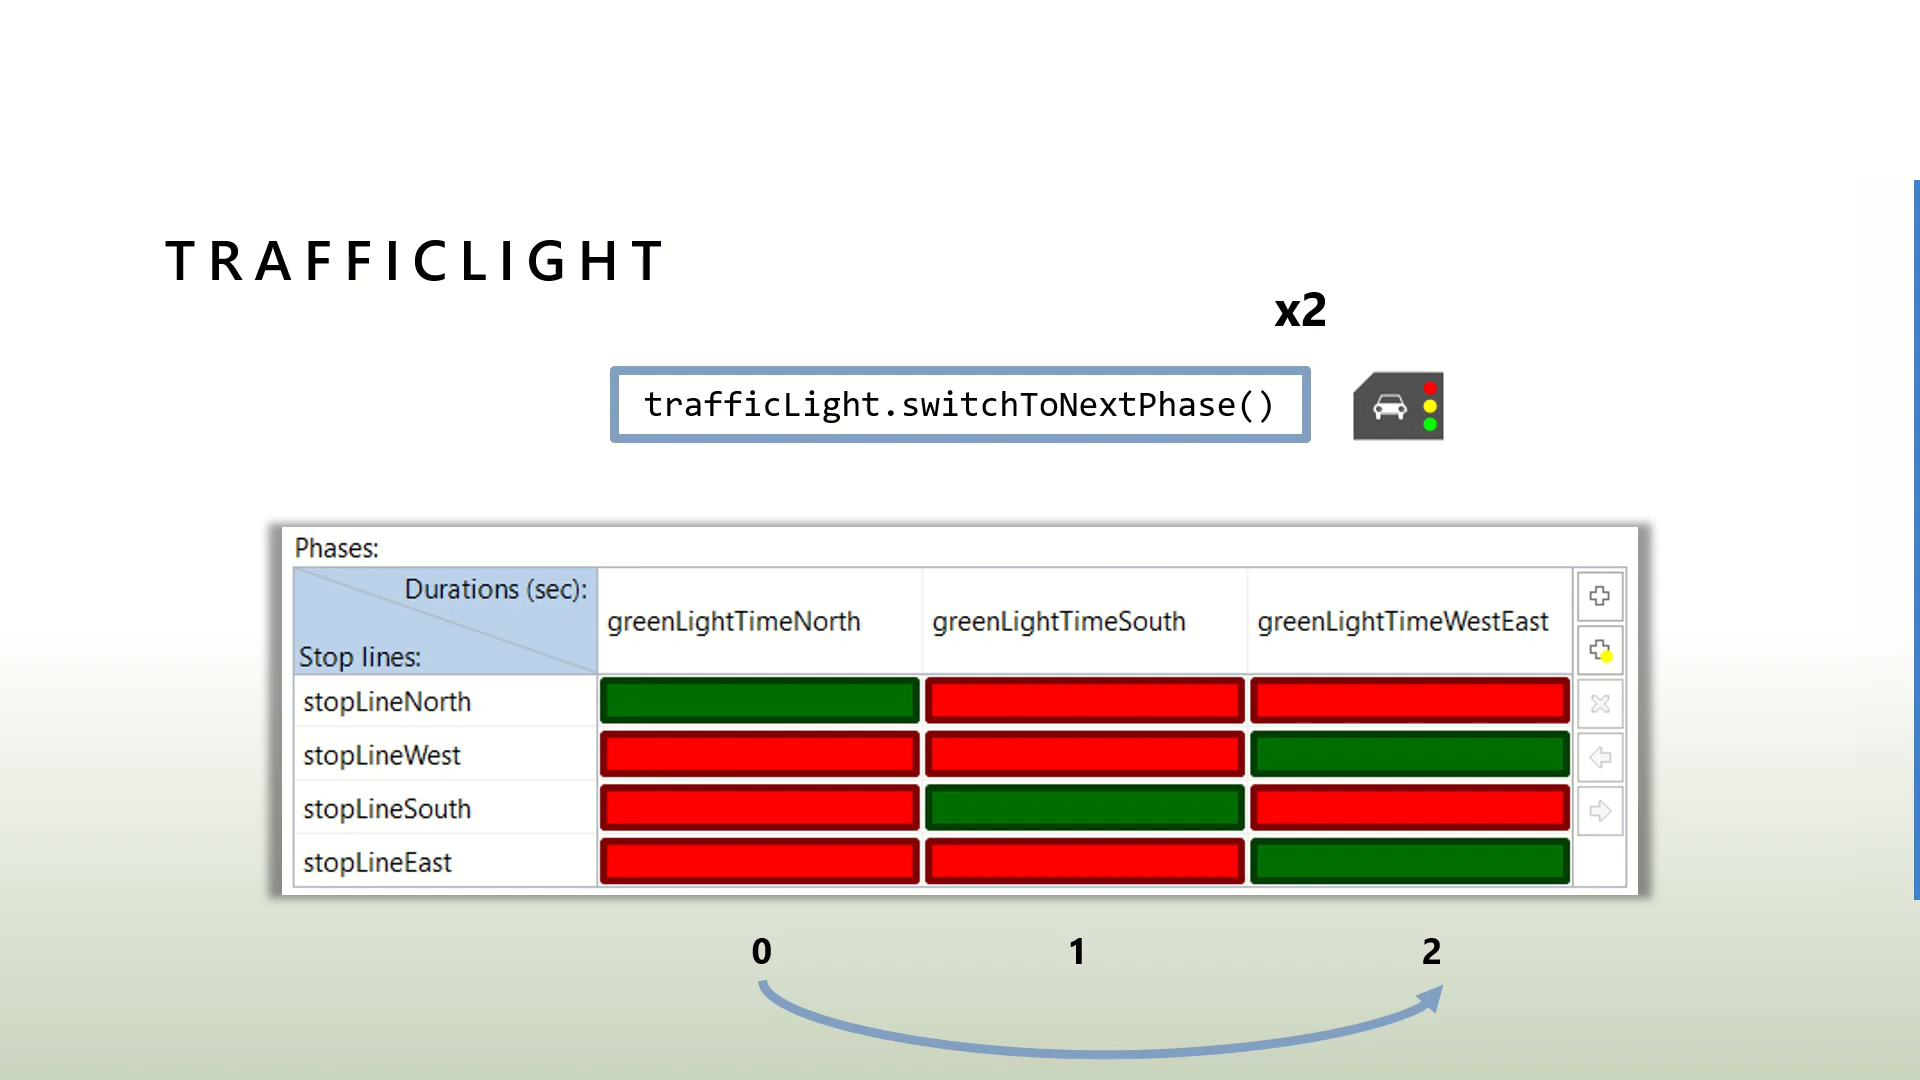 TRAFFICLIGHT
x2
trafficLight.switchToNextPhase()
Phases:
Durations (sec):
Stop lines:
greenLightTimeNorth greenLightTimeSouth greenLightTimeWestEast
stopLineNorth
stopLineWest
stopLineSouth
stopLineEast
0 1 2